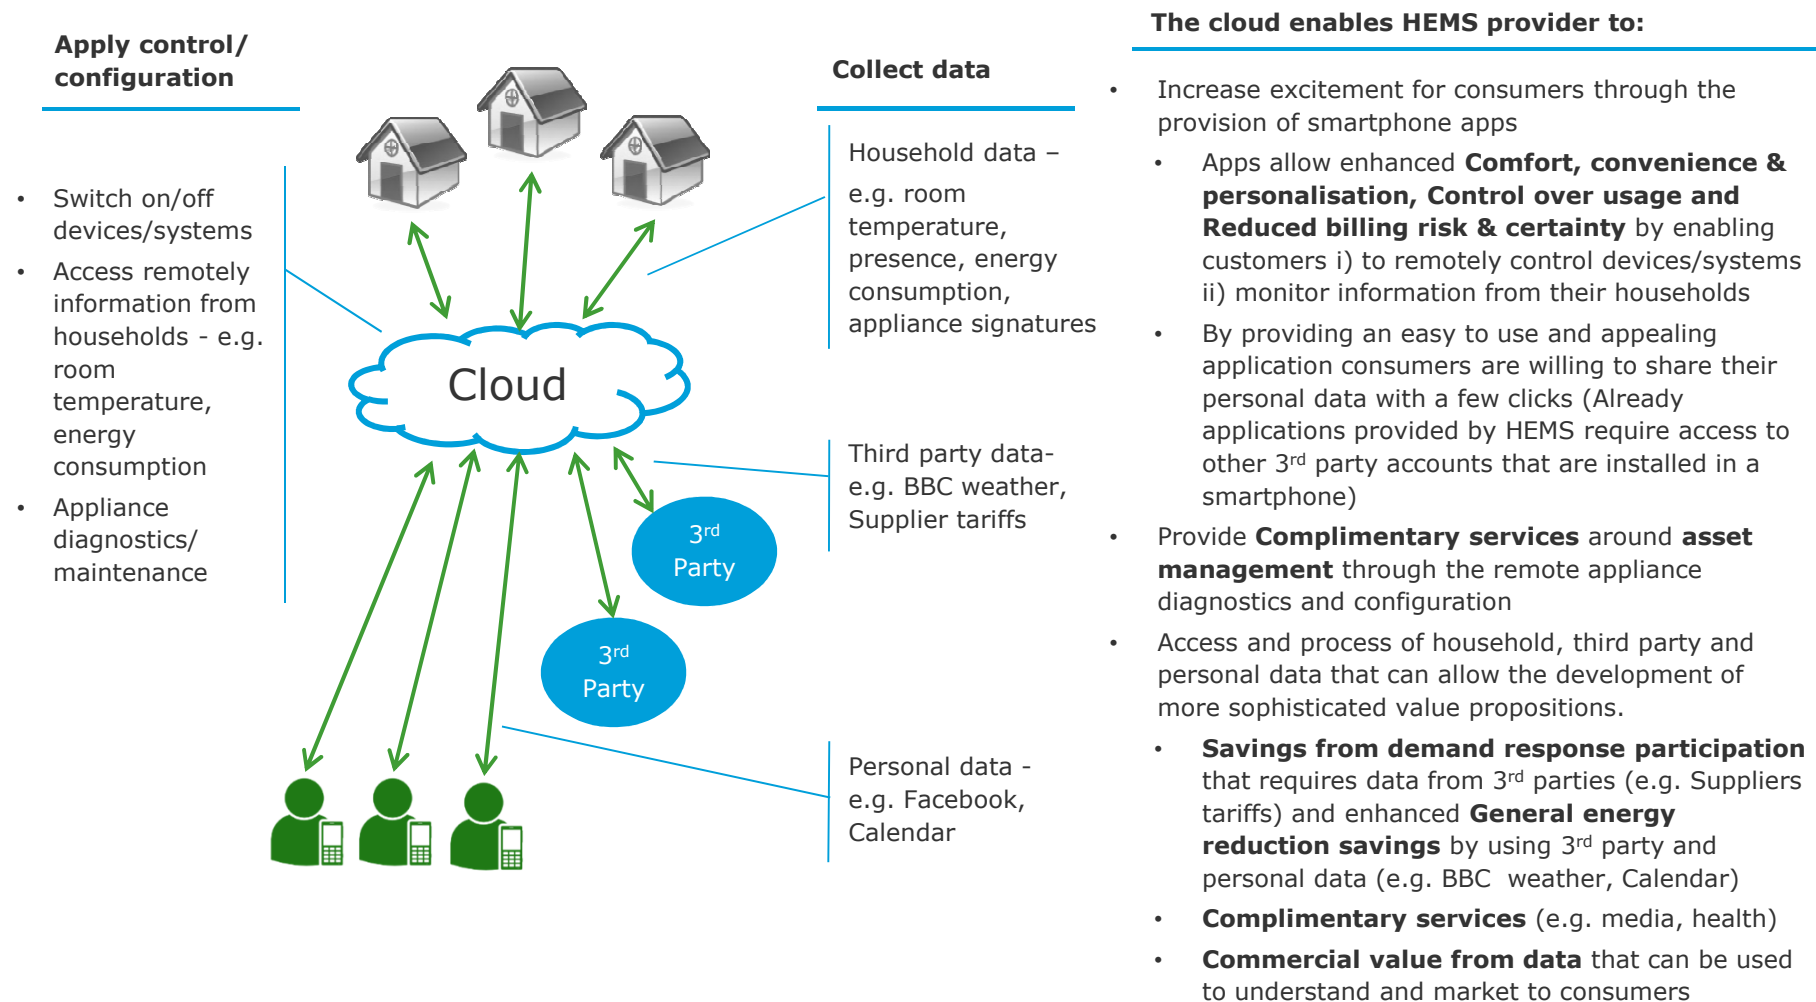 Apply control/
configuration
• Switch on/off
devices/systems
• Access remotely
information from
households - e.g.
room
temperature,
energy
consumption
• Appliance
diagnostics/
maintenance
Cloud
3rd
Party
3rd
Party
Collect data
Household data –
e.g. room
temperature,
presence, energy
consumption,
appliance signatures
Third party data-
e.g. BBC weather,
Supplier tariffs
Personal data -
e.g. Facebook,
Calendar
The cloud enables HEMS provider to:
• Increase excitement for consumers through the
provision of smartphone apps
• Apps allow enhanced Comfort, convenience &
personalisation, Control over usage and
Reduced billing risk & certainty by enabling
customers i) to remotely control devices/systems
ii) monitor information from their households
• By providing an easy to use and appealing
application consumers are willing to share their
personal data with a few clicks (Already
applications provided by HEMS require access to
other 3rd party accounts that are installed in a
smartphone)
• Provide Complimentary services around asset
management through the remote appliance
diagnostics and configuration
• Access and process of household, third party and
personal data that can allow the development of
more sophisticated value propositions.
• Savings from demand response participation
that requires data from 3rd parties (e.g. Suppliers
tariffs) and enhanced General energy
reduction savings by using 3rd party and
personal data (e.g. BBC weather, Calendar)
• Complimentary services (e.g. media, health)
• Commercial value from data that can be used
to understand and market to consumers